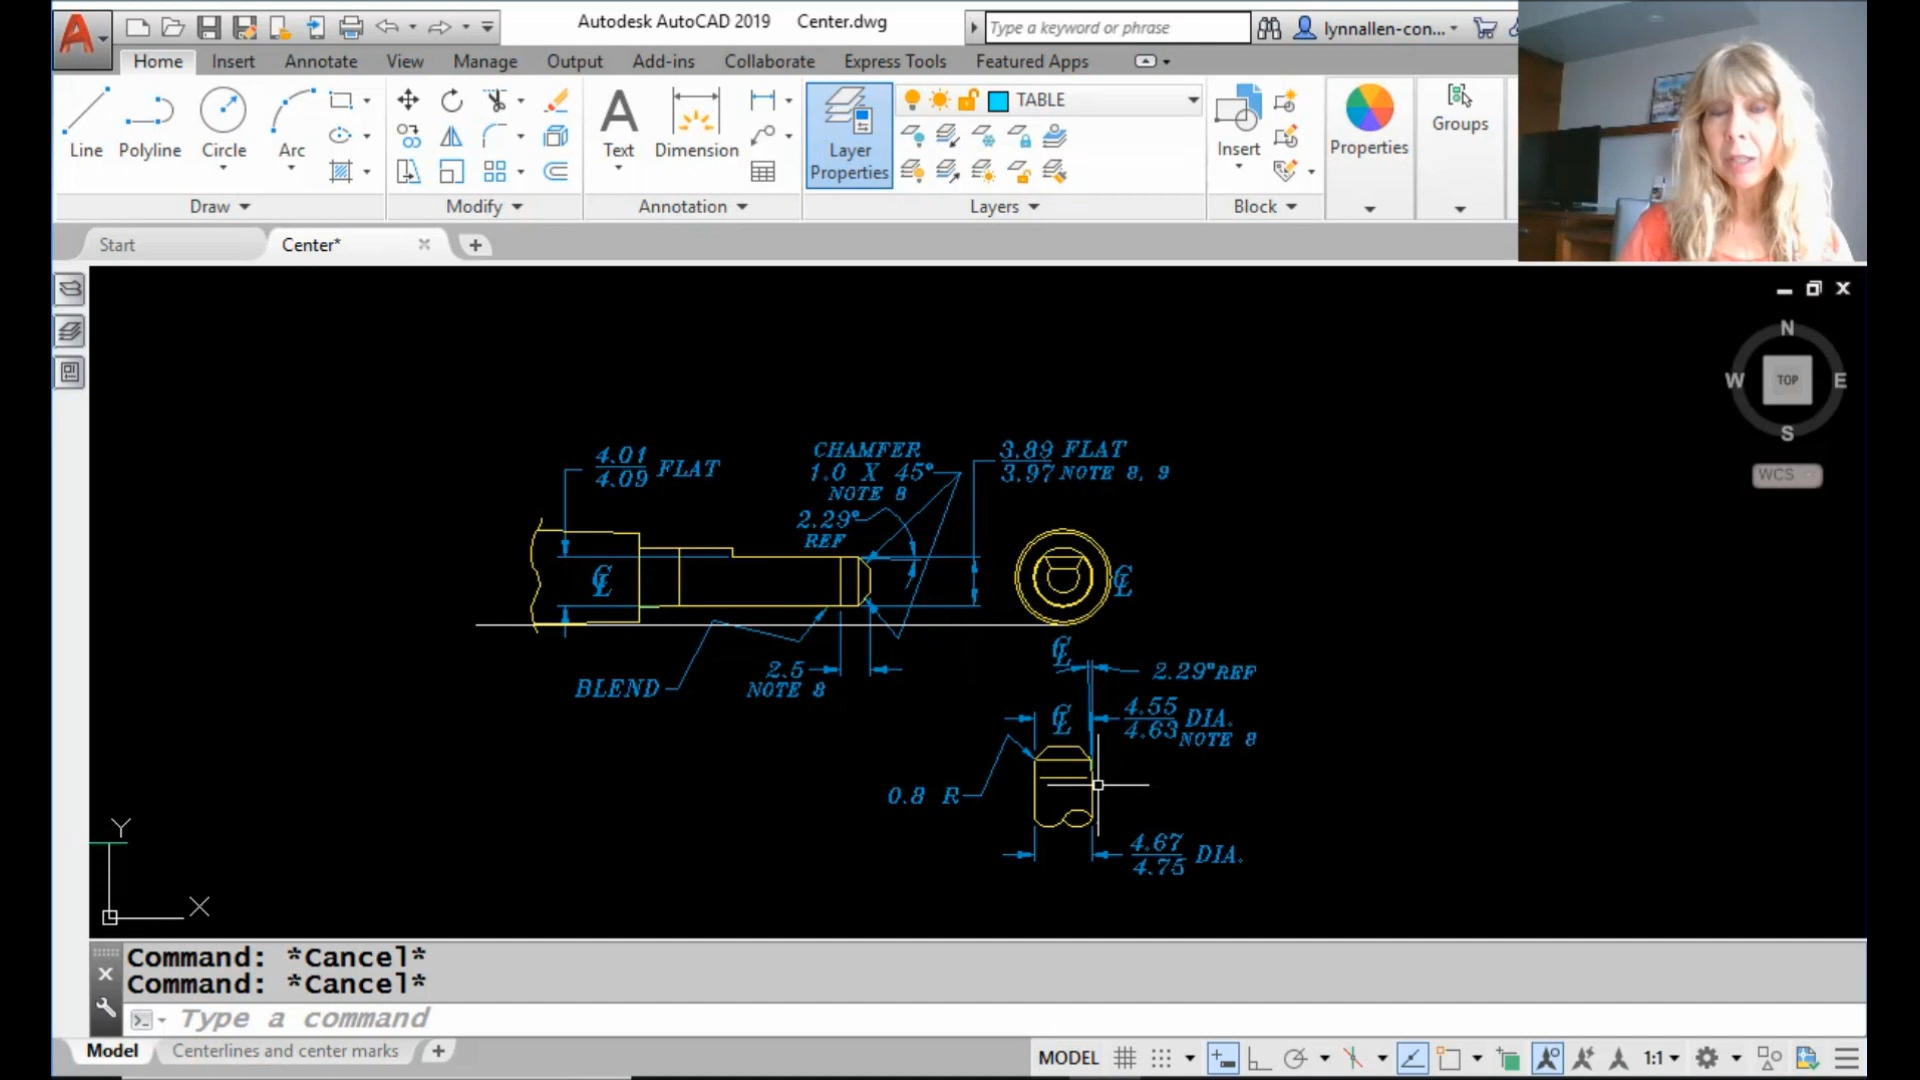 Autodesk AutoCAD 2019 Center.dwg
Type a keyword or phrase
lynnallen-con...
Home Insert Annotate View Manage Output Add-ins Collaborate Express Tools Featured Apps
TABLE
Line Polyline Circle Arc
Text Dimension
Layer
Properties
Insert
Properties
Groups
Draw Modify Annotation Layers Block
Start Center*
N
W TOP E
S
WCS
4.01
4.09 FLAT
CHAMFER
1.0 X 45°
NOTE 8
2.29°
REF
3.89 FLAT
3.97 NOTE 8, 9
℄
℄
℄
BLEND
2.5
NOTE 8
2.29° REF
℄
4.55
4.63 DIA.
NOTE 8
0.8 R
4.67
4.75 DIA.
Y
X
Command: *Cancel*
Command: *Cancel*
Type a command
Model Centerlines and center marks
MODEL 1:1